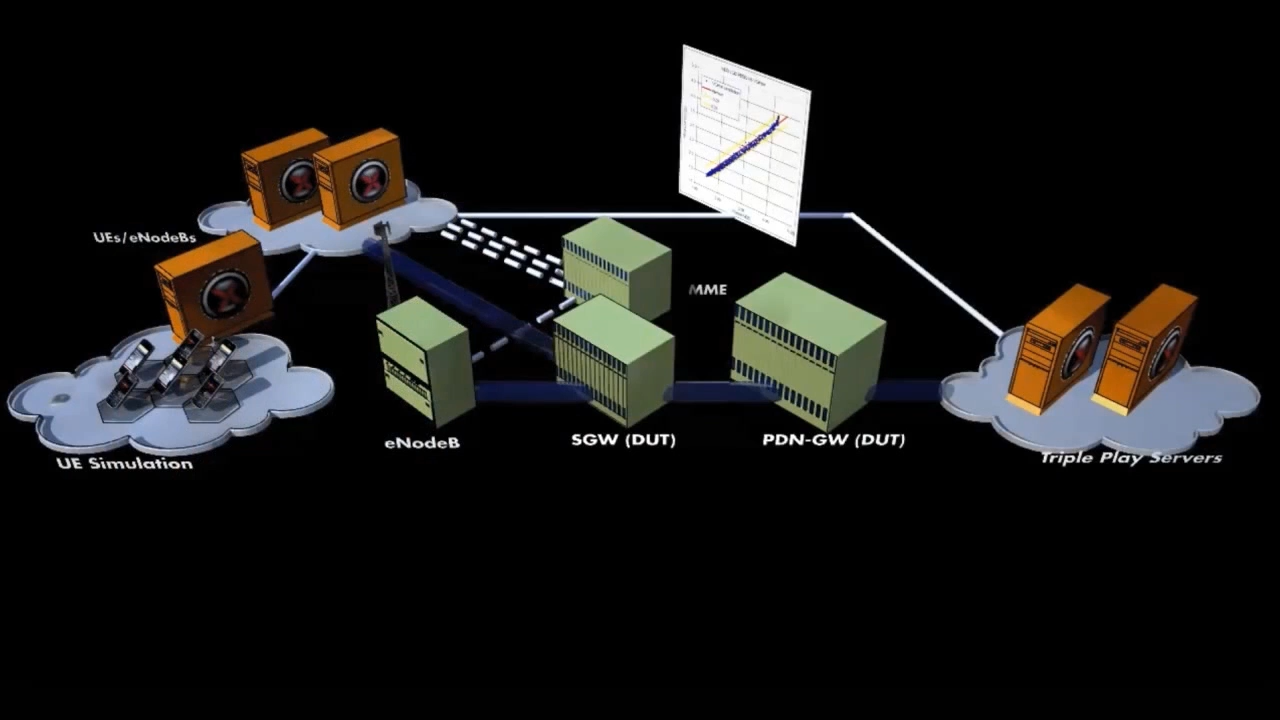 UEs/eNodeBs
MME
eNodeB
SGW (DUT)
PDN-GW (DUT)
Triple Play Servers
UE Simulation